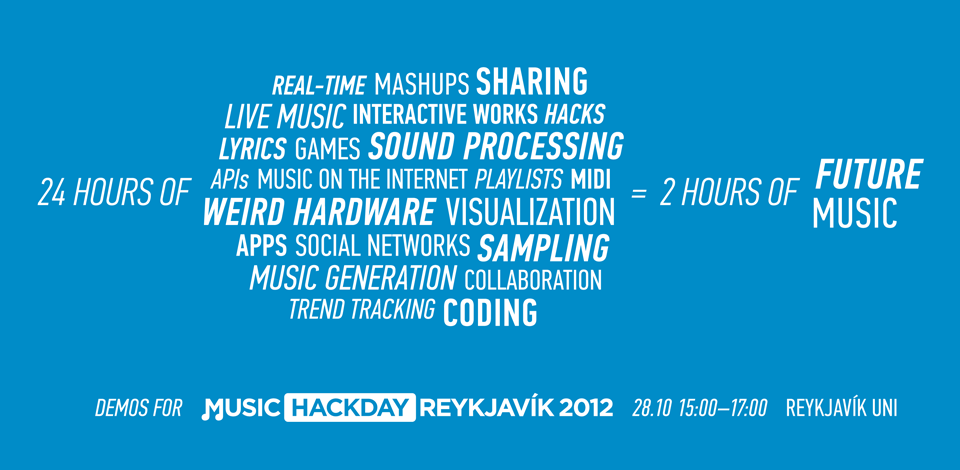 REAL-TIME MASHUPS SHARING
LIVE MUSIC INTERACTIVE WORKS HACKS
LYRICS GAMES SOUND PROCESSING
24 HOURS OF APIs MUSIC ON THE INTERNET PLAYLISTS MIDI = 2 HOURS OF FUTURE
WEIRD HARDWARE VISUALIZATION MUSIC
APPS SOCIAL NETWORKS SAMPLING
MUSIC GENERATION COLLABORATION
TREND TRACKING CODING
DEMOS FOR MUSIC HACKDAY REYKJAVÍK 2012 28.10 15:00–17:00 REYKJAVÍK UNI